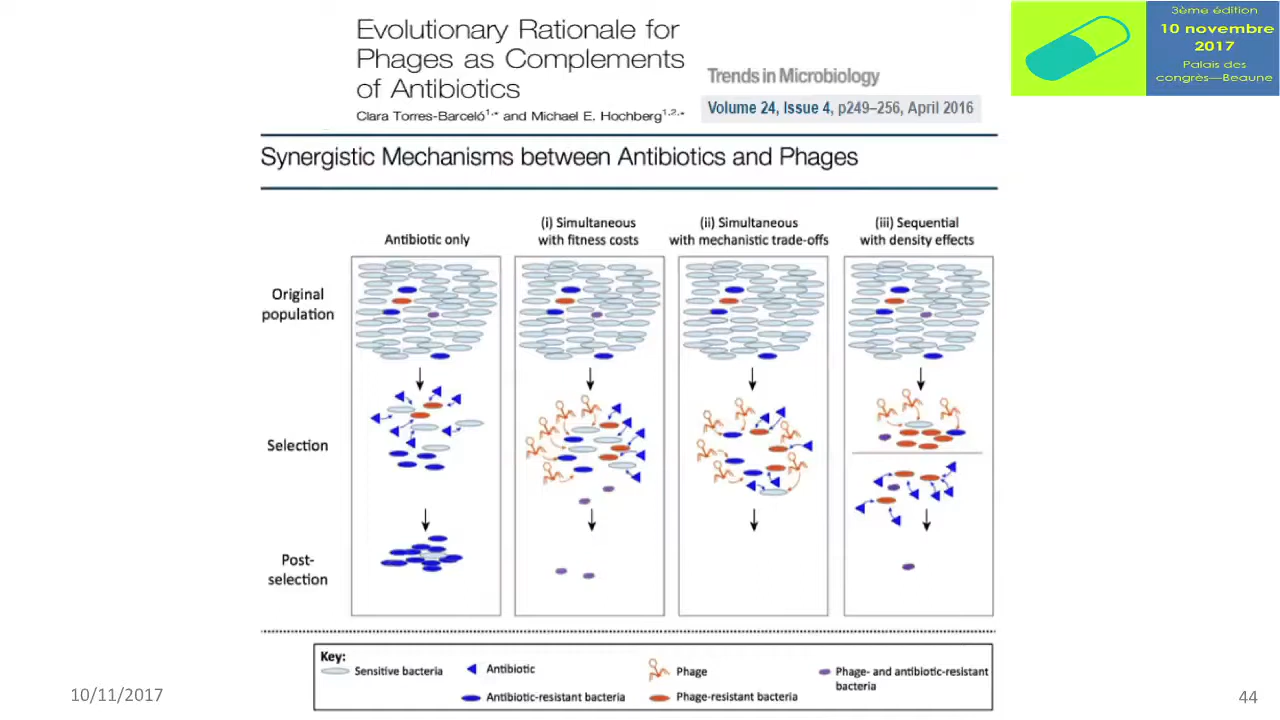 Evolutionary Rationale for
Phages as Complements
of Antibiotics
Clara Torres-Barceló1,* and Michael E. Hochberg1,2,*
Trends in Microbiology
Volume 24, Issue 4, p249–256, April 2016
3ème édition
10 novembre
2017
Palais des
congrès—Beaune
Synergistic Mechanisms between Antibiotics and Phages
Antibiotic only
(i) Simultaneous
with fitness costs
(ii) Simultaneous
with mechanistic trade-offs
(iii) Sequential
with density effects
Original
population
Selection
Post-
selection
Key:
Sensitive bacteria
Antibiotic
Antibiotic-resistant bacteria
Phage
Phage-resistant bacteria
Phage- and antibiotic-resistant
bacteria
10/11/2017
44